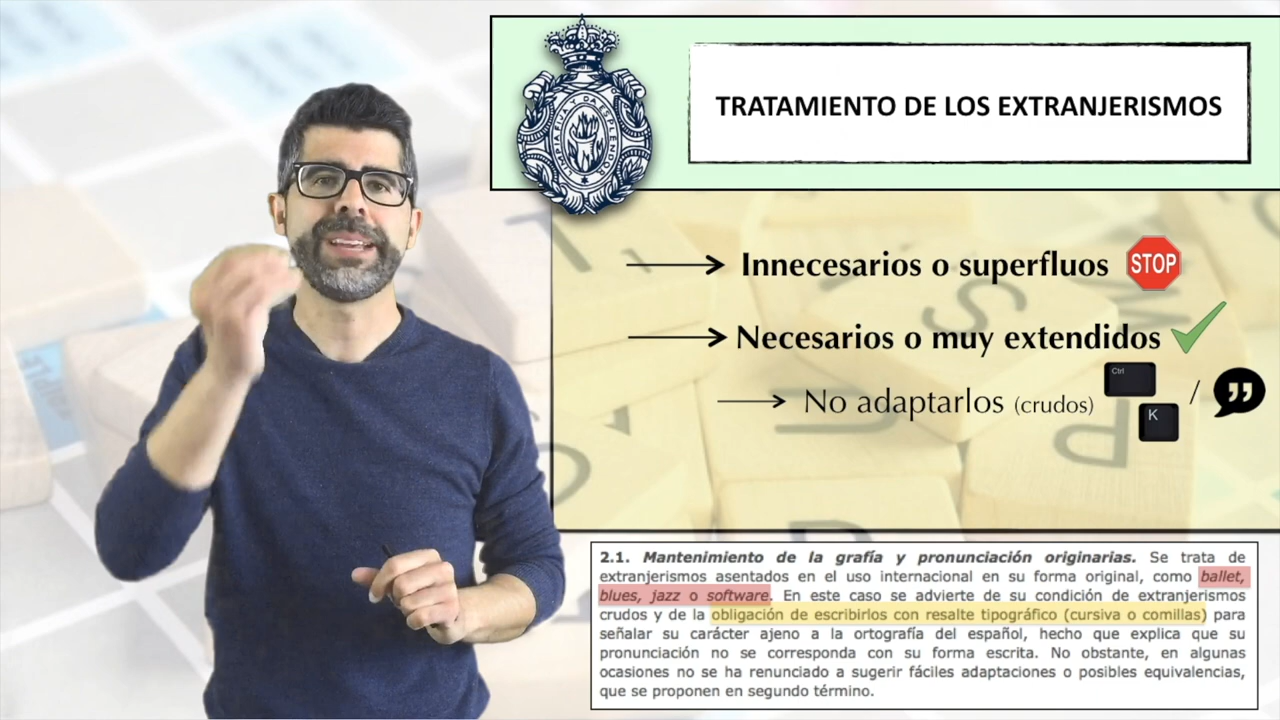 TRATAMIENTO DE LOS EXTRANJERISMOS
Innecesarios o superfluos STOP
Necesarios o muy extendidos
No adaptarlos (crudos) Ctrl / K
2.1. Mantenimiento de la grafía y pronunciación originarias. Se trata de
extranjerismos asentados en el uso internacional en su forma original, como ballet,
blues, jazz o software. En este caso se advierte de su condición de extranjerismos
crudos y de la obligación de escribirlos con resalte tipográfico (cursiva o comillas) para
señalar su carácter ajeno a la ortografía del español, hecho que explica que su
pronunciación no se corresponda con su forma escrita. No obstante, en algunas
ocasiones no se ha renunciado a sugerir fáciles adaptaciones o posibles equivalencias,
que se proponen en segundo término.